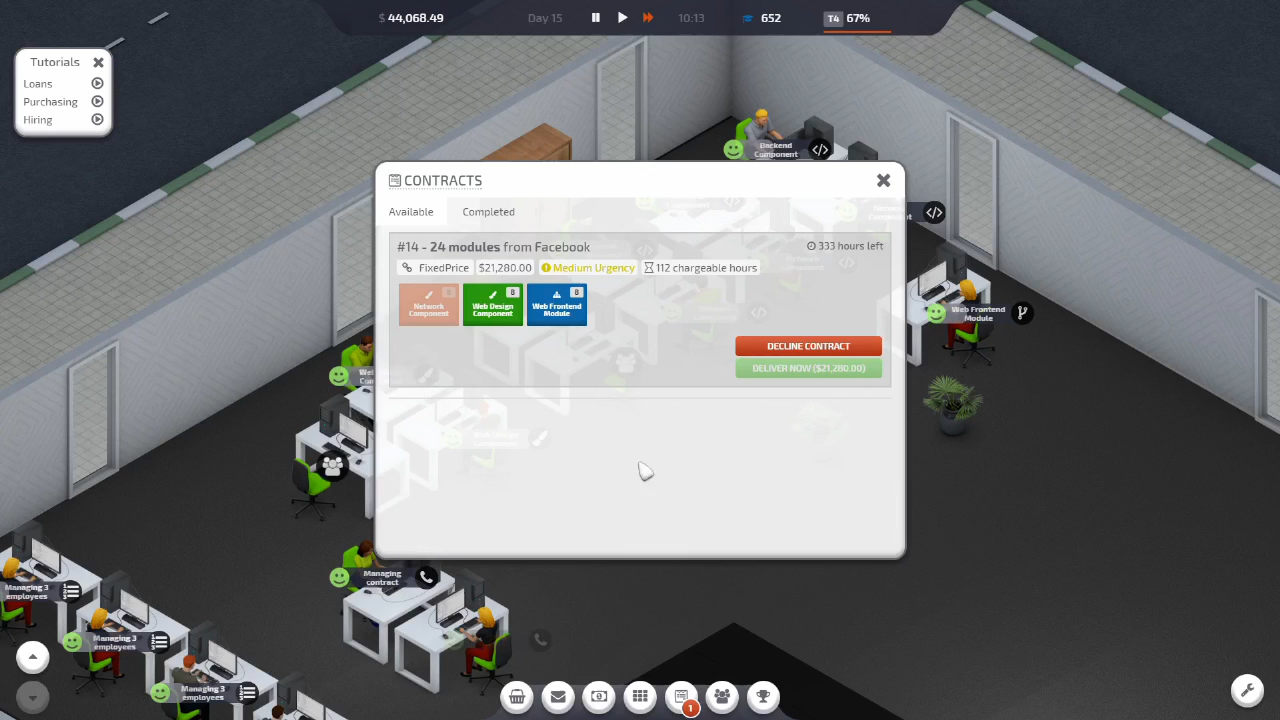 $ 44,068.49
Day 15
10:13
652
T4 67%
Tutorials
Loans
Purchasing
Hiring
Backend
Component
CONTRACTS
Available
Completed
#14 - 24 modules from Facebook
333 hours left
FixedPrice
$21,280.00
Medium Urgency
112 chargeable hours
Network
Component
8
Web Design
Component
8
Web Frontend
Module
DECLINE CONTRACT
DELIVER NOW ($21,280.00)
Web Frontend
Module
Managing
contract
Managing 3
employees
Managing 3
employees
Managing 3
employees
1